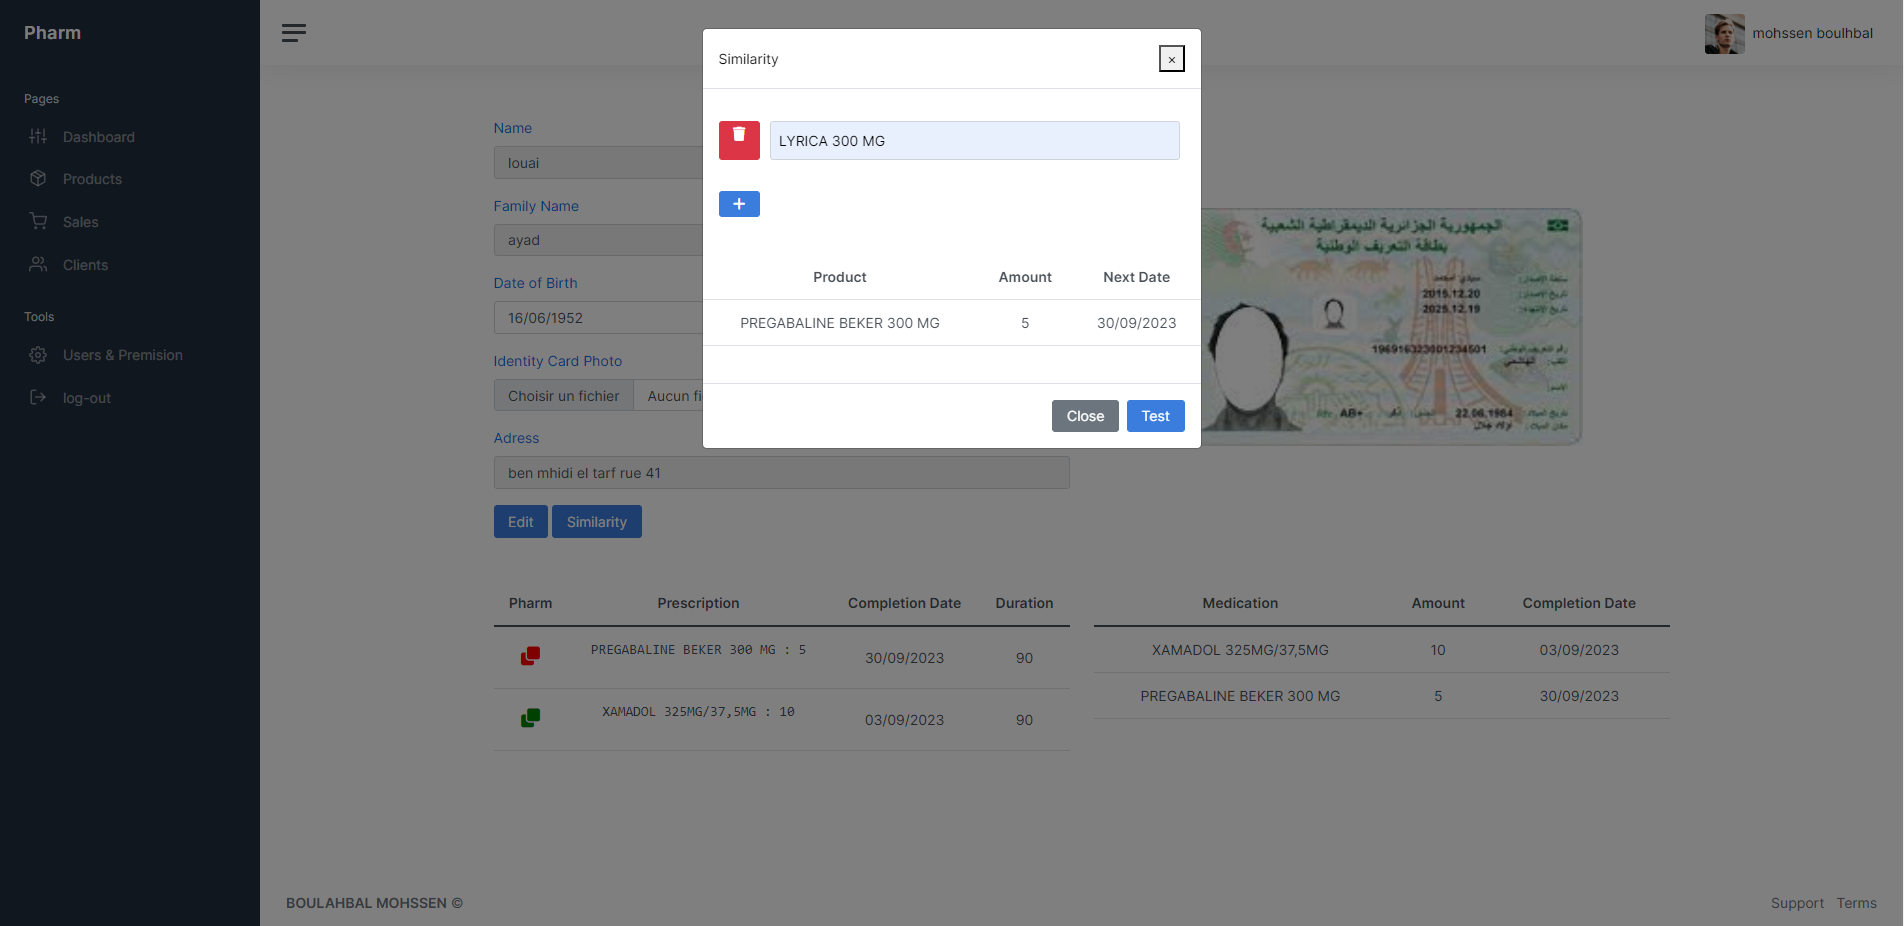 Pharm
mohssen boulhbal
Pages
Dashboard
Products
Sales
Clients
Tools
Users & Premision
log-out
Similarity
×
LYRICA 300 MG
+
Product Amount Next Date
PREGABALINE BEKER 300 MG 5 30/09/2023
Close Test
Name
louai
Family Name
ayad
Date of Birth
16/06/1952
Identity Card Photo
Choisir un fichier Aucun fi
Adress
ben mhidi el tarf rue 41
Edit Similarity
الجمهورية الجزائرية الديمقراطية الشعبية
بطاقة التعريف الوطنية
2015.12.20
2025.12.19
الهاشمي
AB+
22.06.1984
Pharm Prescription Completion Date Duration
PREGABALINE BEKER 300 MG : 5 30/09/2023 90
XAMADOL 325MG/37,5MG : 10 03/09/2023 90
Medication Amount Completion Date
XAMADOL 325MG/37,5MG 10 03/09/2023
PREGABALINE BEKER 300 MG 5 30/09/2023
BOULAHBAL MOHSSEN ©
Support Terms